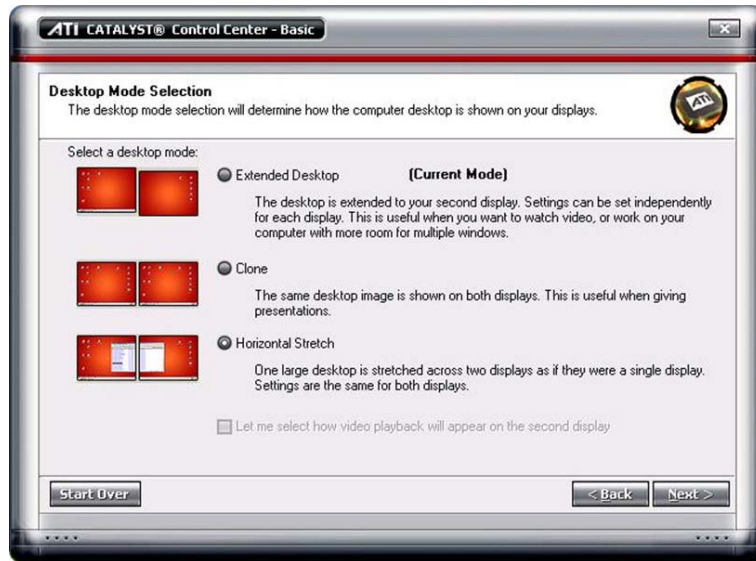 ATI CATALYST® Control Center - Basic
Desktop Mode Selection
The desktop mode selection will determine how the computer desktop is shown on your displays.
ATI
Select a desktop mode:
Extended Desktop (Current Mode)
The desktop is extended to your second display. Settings can be set independently
for each display. This is useful when you want to watch video, or work on your
computer with more room for multiple windows.
Clone
The same desktop image is shown on both displays. This is useful when giving
presentations.
Horizontal Stretch
One large desktop is stretched across two displays as if they were a single display.
Settings are the same for both displays.
Let me select how video playback will appear on the second display
Start Over
< Back
Next >